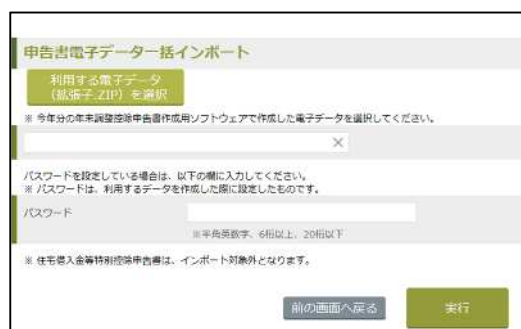 申告書電子データ一括インポート
利用する電子データ
（拡張子.ZIP）を選択
※ 今年分の年末調整控除申告書作成用ソフトウェアで作成した電子データを選択してください。
パスワードを設定している場合は、以下の欄に入力してください。
※ パスワードは、利用するデータを作成した際に設定したものです。
パスワード
※半角英数字、6桁以上、20桁以下
※ 住宅借入金等特別控除申告書は、インポート対象外となります。
前の画面へ戻る
実行